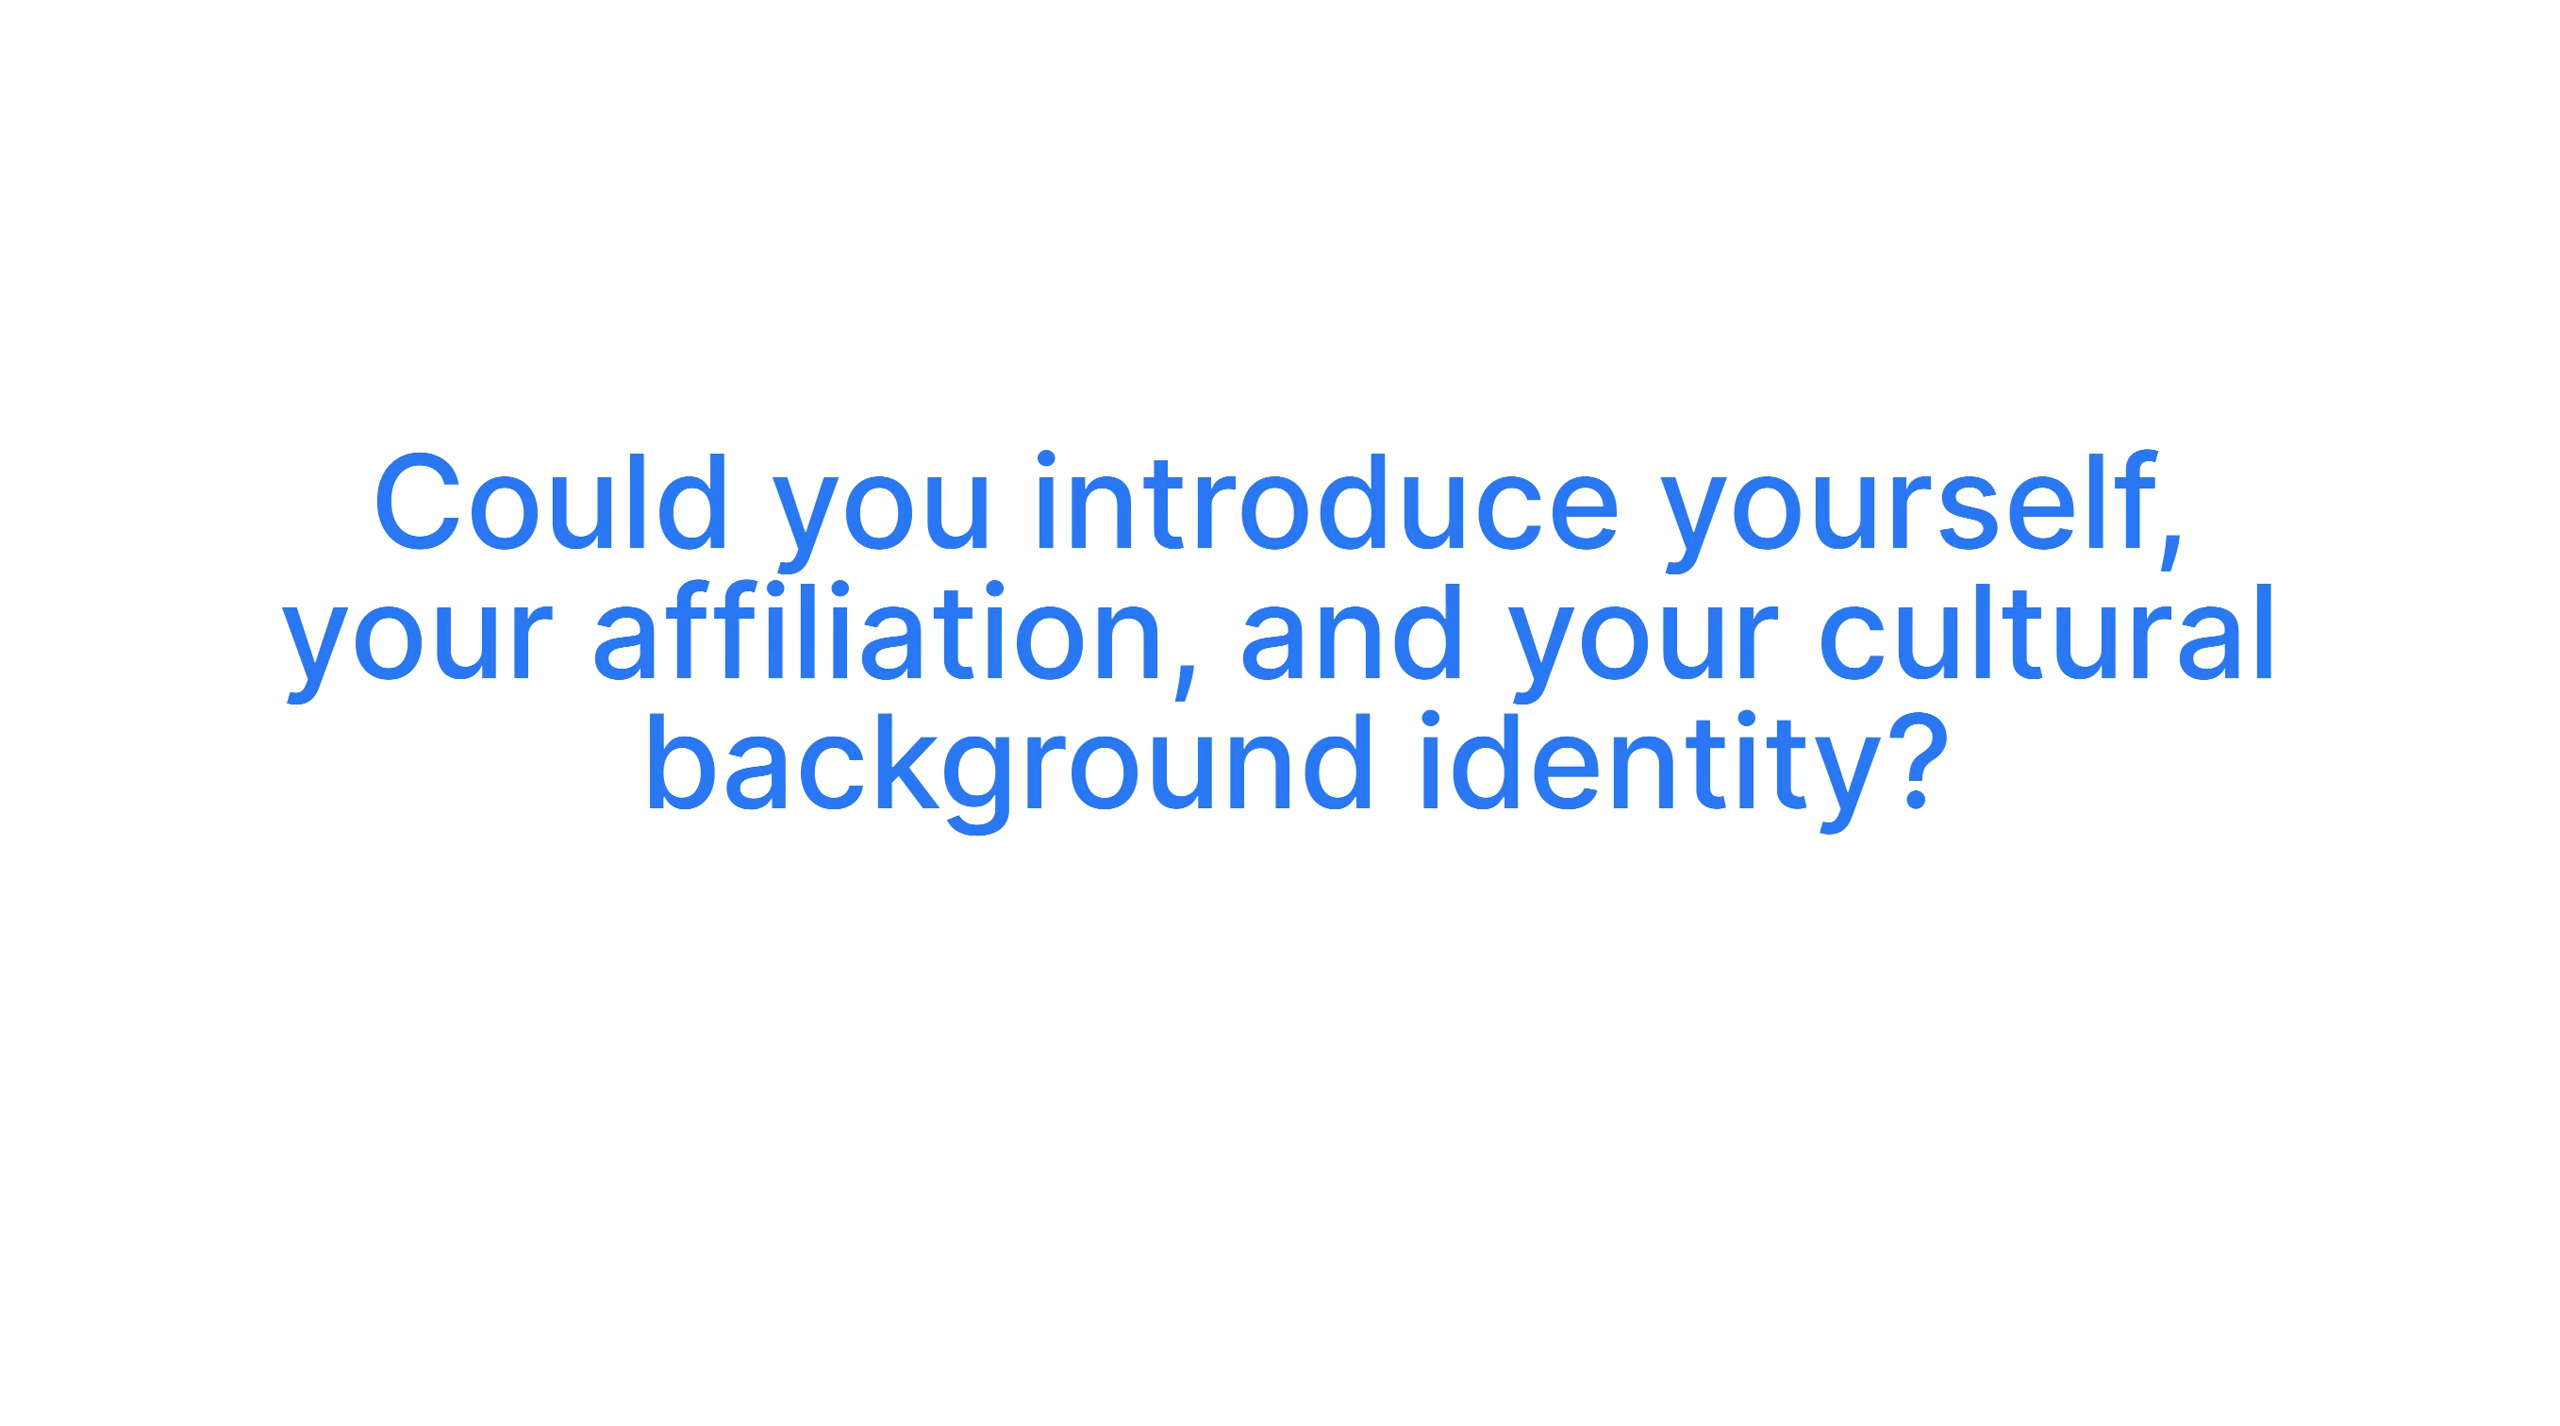 Could you introduce yourself,
your affiliation, and your cultural
background identity?